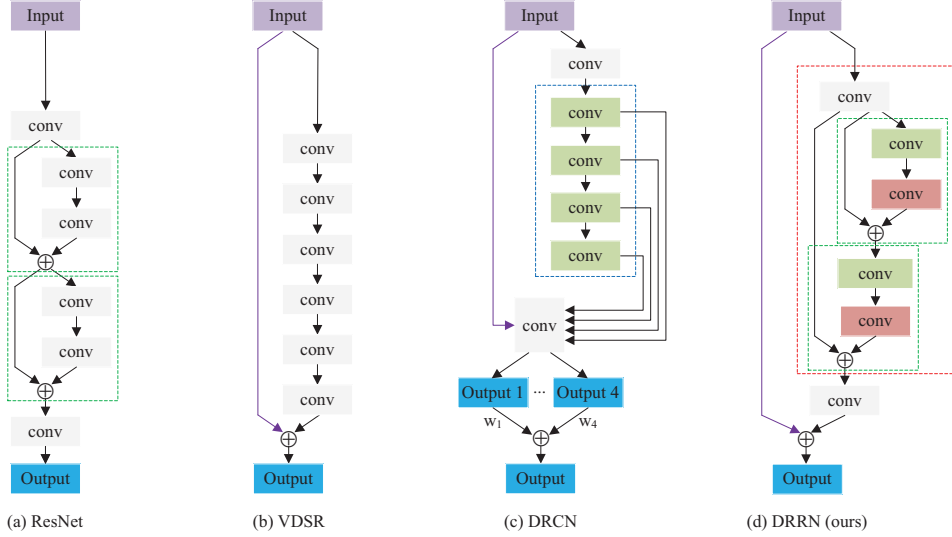 Input
conv
conv
conv
conv
conv
conv
Output
(a) ResNet
Input
conv
conv
conv
conv
conv
conv
Output
(b) VDSR
Input
conv
conv
conv
conv
conv
conv
Output 1 ... Output 4
w1 w4
Output
(c) DRCN
Input
conv
conv
conv
conv
conv
conv
Output
(d) DRRN (ours)